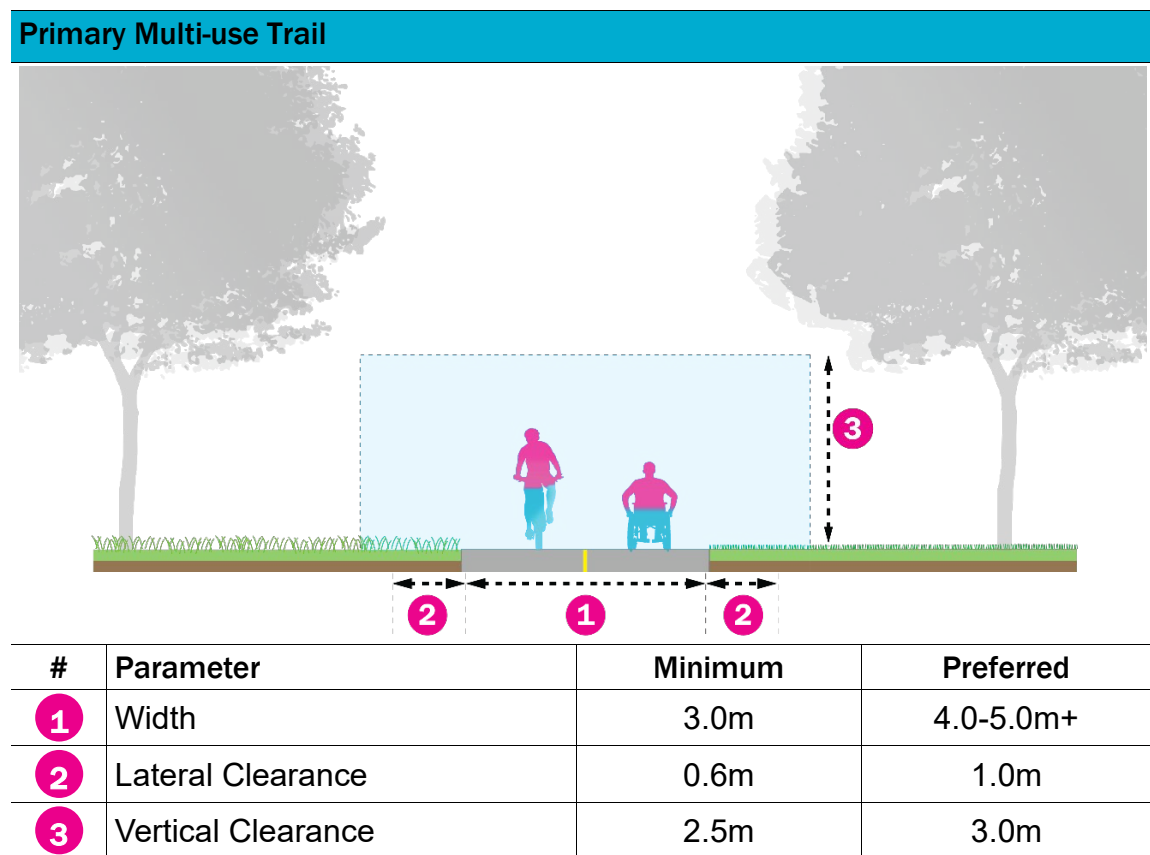 Primary Multi-use Trail
3
2 1 2
# Parameter Minimum Preferred
1 Width 3.0m 4.0-5.0m+
2 Lateral Clearance 0.6m 1.0m
3 Vertical Clearance 2.5m 3.0m